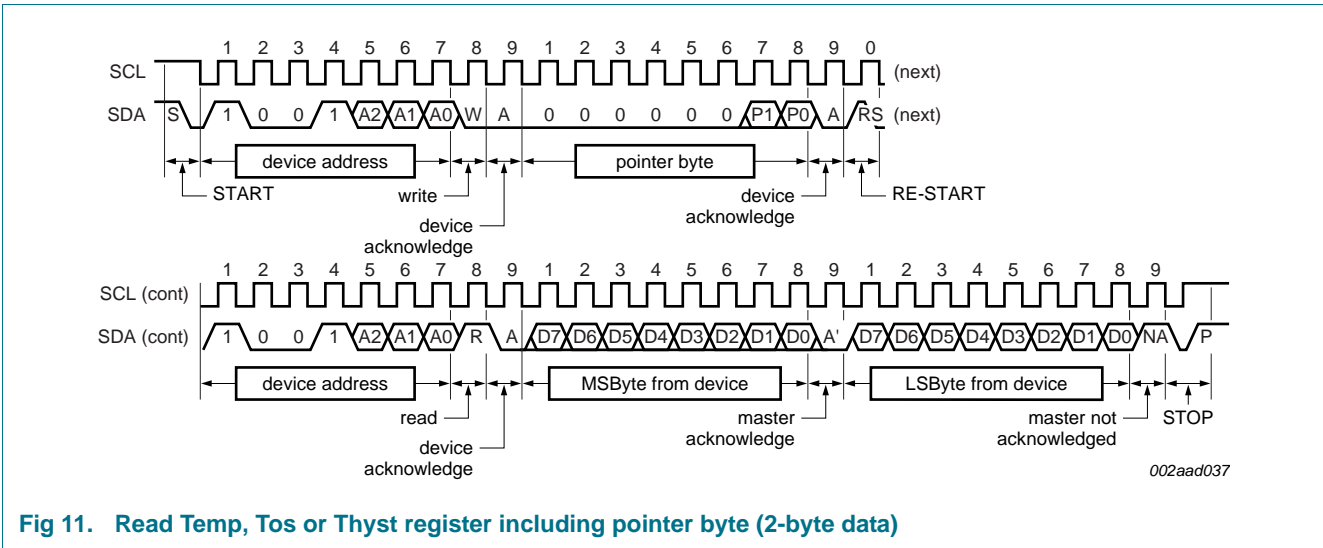 1 2 3 4 5 6 7 8 9 1 2 3 4 5 6 7 8 9 0
SCL (next)
SDA S 1 0 0 1 A2 A1 A0 W A 0 0 0 0 0 0 P1 P0 A RS (next)
device address pointer byte
START write device RE-START
device acknowledge
acknowledge
1 2 3 4 5 6 7 8 9 1 2 3 4 5 6 7 8 9 1 2 3 4 5 6 7 8 9
SCL (cont)
SDA (cont) 1 0 0 1 A2 A1 A0 R A D7 D6 D5 D4 D3 D2 D1 D0 A' D7 D6 D5 D4 D3 D2 D1 D0 NA P
device address MSByte from device LSByte from device
read master master not STOP
device acknowledge acknowledged
acknowledge
002aad037
Fig 11. Read Temp, Tos or Thyst register including pointer byte (2-byte data)